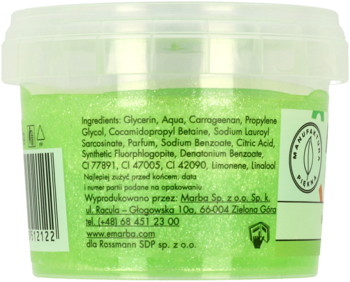 Ingredients: Glycerin, Aqua, Carrageenan, Propylene
Glycol, Cocamidopropyl Betaine, Sodium Lauroyl
Sarcosinate, Parfum, Sodium Benzoate, Citric Acid,
Synthetic Fluorphlogopite, Denatonium Benzoate,
CI 77891, CI 47005, CI 42090, Limonene, Linalool
Najlepiej zużyć przed końcem: data
i numer partii podane na opakowaniu
Wyprodukowano przez: Marba Sp. z o.o. Sp. k.
ul. Racula – Głogowska 10a, 66-004 Zielona Góra
tel. (+48) 68 451 23 00
www.emarba.com
dla Rossmann SDP sp. z o.o.
MANUFAKTURA
PIĘKNA
512122